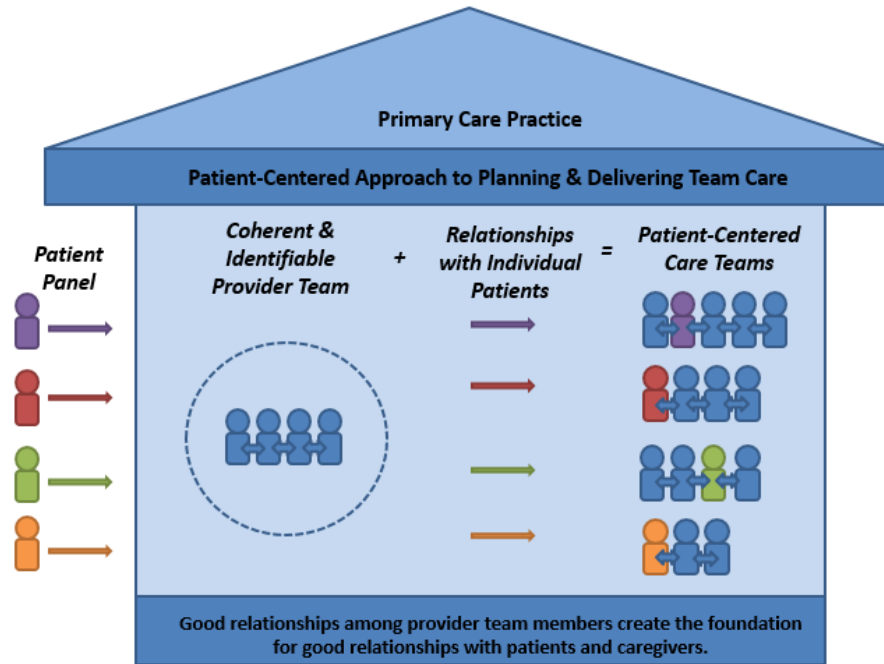 Primary Care Practice
Patient-Centered Approach to Planning & Delivering Team Care
Patient
Panel
Coherent &
Identifiable
Provider Team
+
Relationships
with Individual
Patients
=
Patient-Centered
Care Teams
Good relationships among provider team members create the foundation
for good relationships with patients and caregivers.